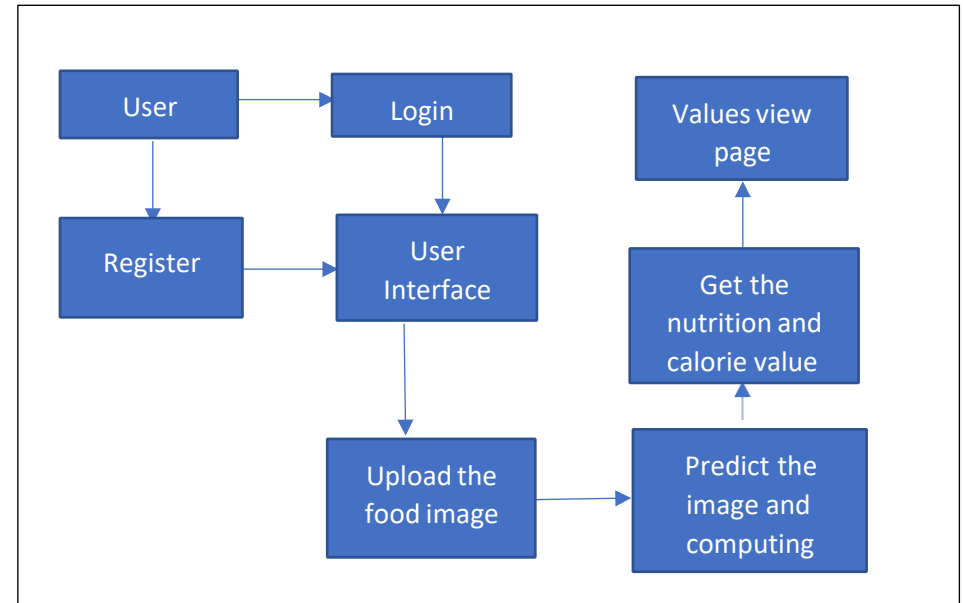 User
Login
Values view
page
Register
User
Interface
Get the
nutrition and
calorie value
Upload the
food image
Predict the
image and
computing